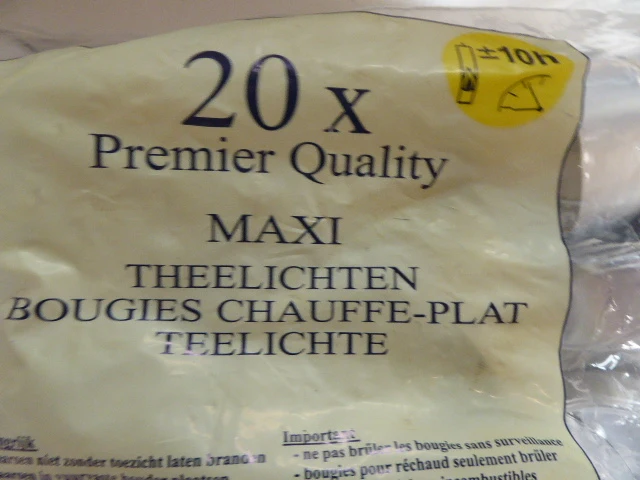 20 x
±10h
Premier Quality
MAXI
THEELICHTEN
BOUGIES CHAUFFE-PLAT
TEELICHTE
Important
niet zonder toezicht laten branden
- ne pas brûler les bougies sans surveillance
- bougies pour réchaud seulement brûler